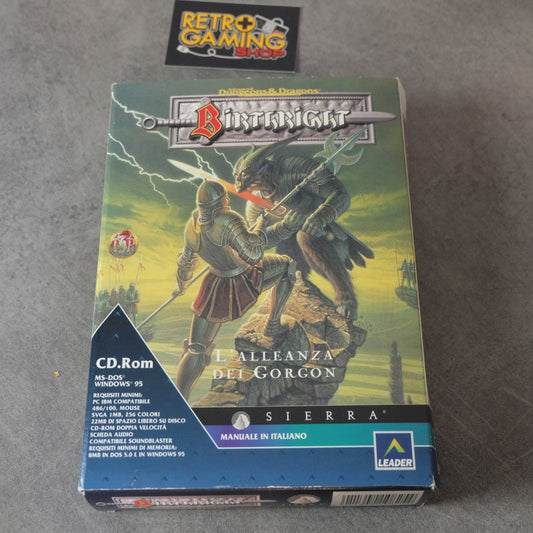 RETRO
GAMING
SHOP
Dungeons & Dragons
BIRTHRIGHT
L'ALLEANZA
DEI GORGON
CD.Rom
MS-DOS®
WINDOWS® 95
REQUISITI MINIMI:
PC IBM COMPATIBILE
486/100, MOUSE
SVGA 1MB, 256 COLORI
22MB DI SPAZIO LIBERO SU DISCO
CD-ROM DOPPIA VELOCITÀ
SCHEDA AUDIO
COMPATIBILE SOUNDBLASTER
REQUISITI MINIMI DI MEMORIA:
8MB IN DOS 5.0 E IN WINDOWS 95
SIERRA®
MANUALE IN ITALIANO
LEADER